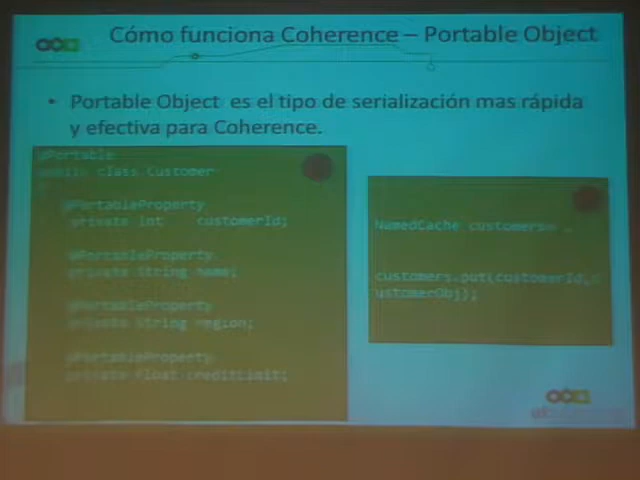 Cómo funciona Coherence – Portable Object
• Portable Object es el tipo de serialización mas rápida
y efectiva para Coherence.
@Portable
public class Customer
@PortableProperty
private int customerId;
@PortableProperty
private String name;
@PortableProperty
private String region;
@PortableProperty
private float creditLimit;
NamedCache customers=
customers.put(customerId,c
ustomerObj);